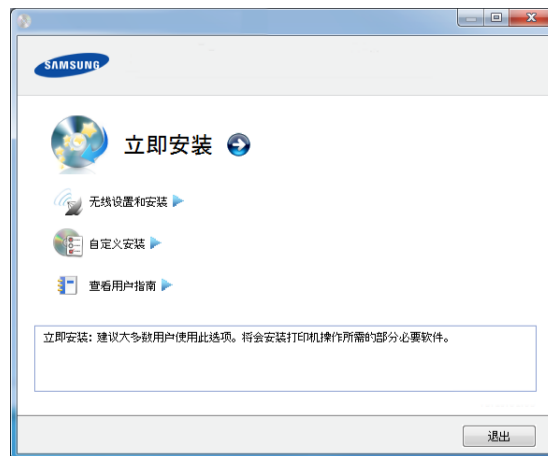 SAMSUNG
立即安装
无线设置和安装
自定义安装
查看用户指南
立即安装: 建议大多数用户使用此选项。将会安装打印机操作所需的部分必要软件。
退出